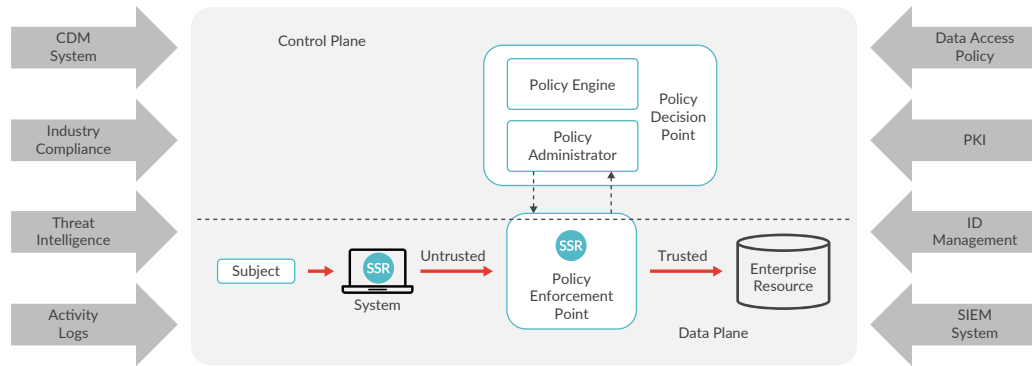 CDM
System
Industry
Compliance
Threat
Intelligence
Activity
Logs
Control Plane
Policy Engine
Policy
Administrator
Policy
Decision
Point
Subject
SSR
System
Untrusted
SSR
Policy
Enforcement
Point
Trusted
Enterprise
Resource
Data Plane
Data Access
Policy
PKI
ID
Management
SIEM
System